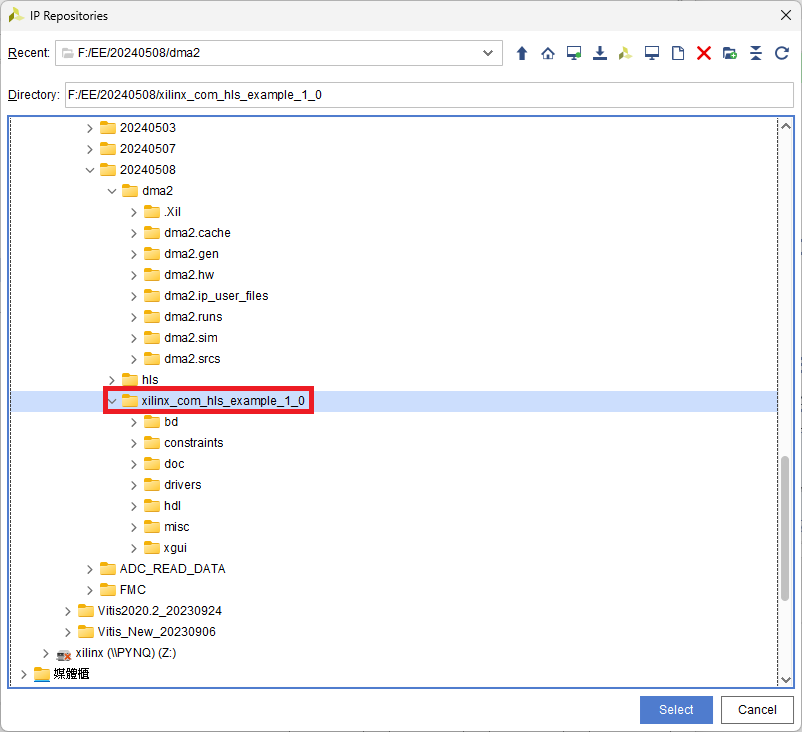 IP Repositories
Recent: F:/EE/20240508/dma2
Directory: F:/EE/20240508/xilinx_com_hls_example_1_0
20240503
20240507
20240508
dma2
.Xil
dma2.cache
dma2.gen
dma2.hw
dma2.ip_user_files
dma2.runs
dma2.sim
dma2.srcs
hls
xilinx_com_hls_example_1_0
bd
constraints
doc
drivers
hdl
misc
xgui
ADC_READ_DATA
FMC
Vitis2020.2_20230924
Vitis_New_20230906
xilinx (\\PYNQ) (Z:)
媒體櫃
Select Cancel